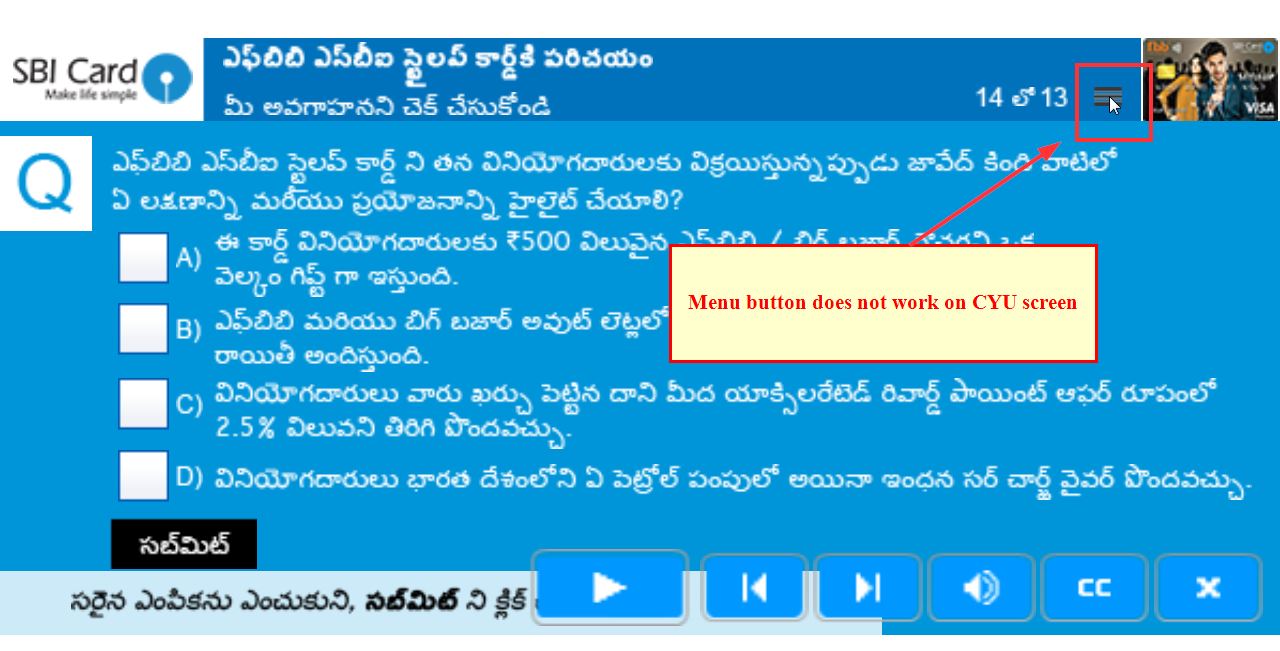 SBI Card
Make life simple
ఎఫ్‌బిబి ఎస్‌బీఐ స్టైలప్ కార్డ్‌కి పరిచయం
మీ అవగాహనని చెక్ చేసుకోండి
14 లో 13
fbb
SBI Card
STYLEUP
VISA
Q
ఎఫ్‌బిబి ఎస్‌బీఐ స్టైలప్ కార్డ్ ని తన వినియోగదారులకు విక్రయిస్తున్నప్పుడు జావేద్ కింది వాటిలో
ఏ లక్షణాన్ని మరియు ప్రయోజనాన్ని హైలైట్ చేయాలి?
A) ఈ కార్డ్ వినియోగదారులకు ₹500 విలువైన ఎఫ్‌బిబి / బిగ్ బజార్
వెల్కం గిఫ్ట్ గా ఇస్తుంది.
Menu button does not work on CYU screen
B) ఎఫ్‌బిబి మరియు బిగ్ బజార్ అవుట్ లెట్లలో
రాయితీ అందిస్తుంది.
C) వినియోగదారులు వారు ఖర్చు పెట్టిన దాని మీద యాక్సిలరేటెడ్ రివార్డ్ పాయింట్ ఆఫర్ రూపంలో
2.5% విలువని తిరిగి పొందవచ్చు.
D) వినియోగదారులు భారత దేశంలోని ఏ పెట్రోల్ పంపులో అయినా ఇంధన సర్ చార్జ్ వైవర్ పొందవచ్చు.
సబ్‌మిట్
సరైన ఎంపికను ఎంచుకుని, సబ్‌మిట్ ని క్లిక్
CC